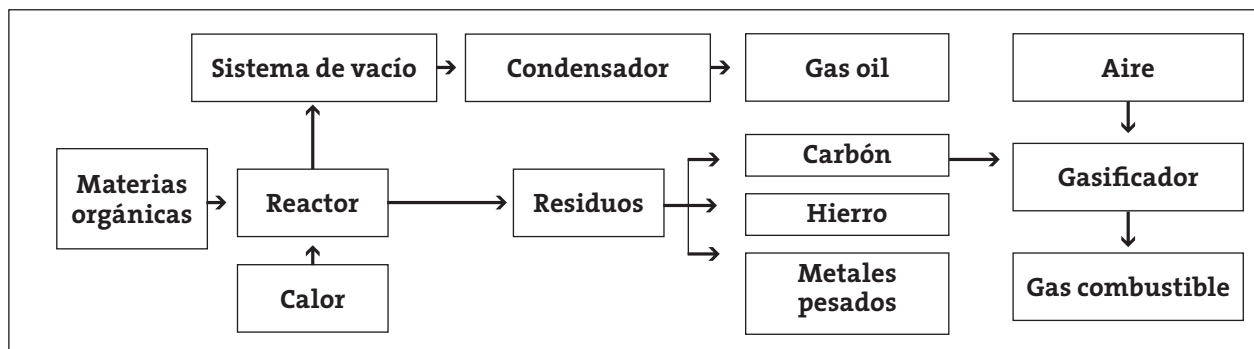 Sistema de vacío
Condensador
Gas oil
Aire
Materias
orgánicas
Reactor
Residuos
Carbón
Gasificador
Hierro
Calor
Metales
pesados
Gas combustible